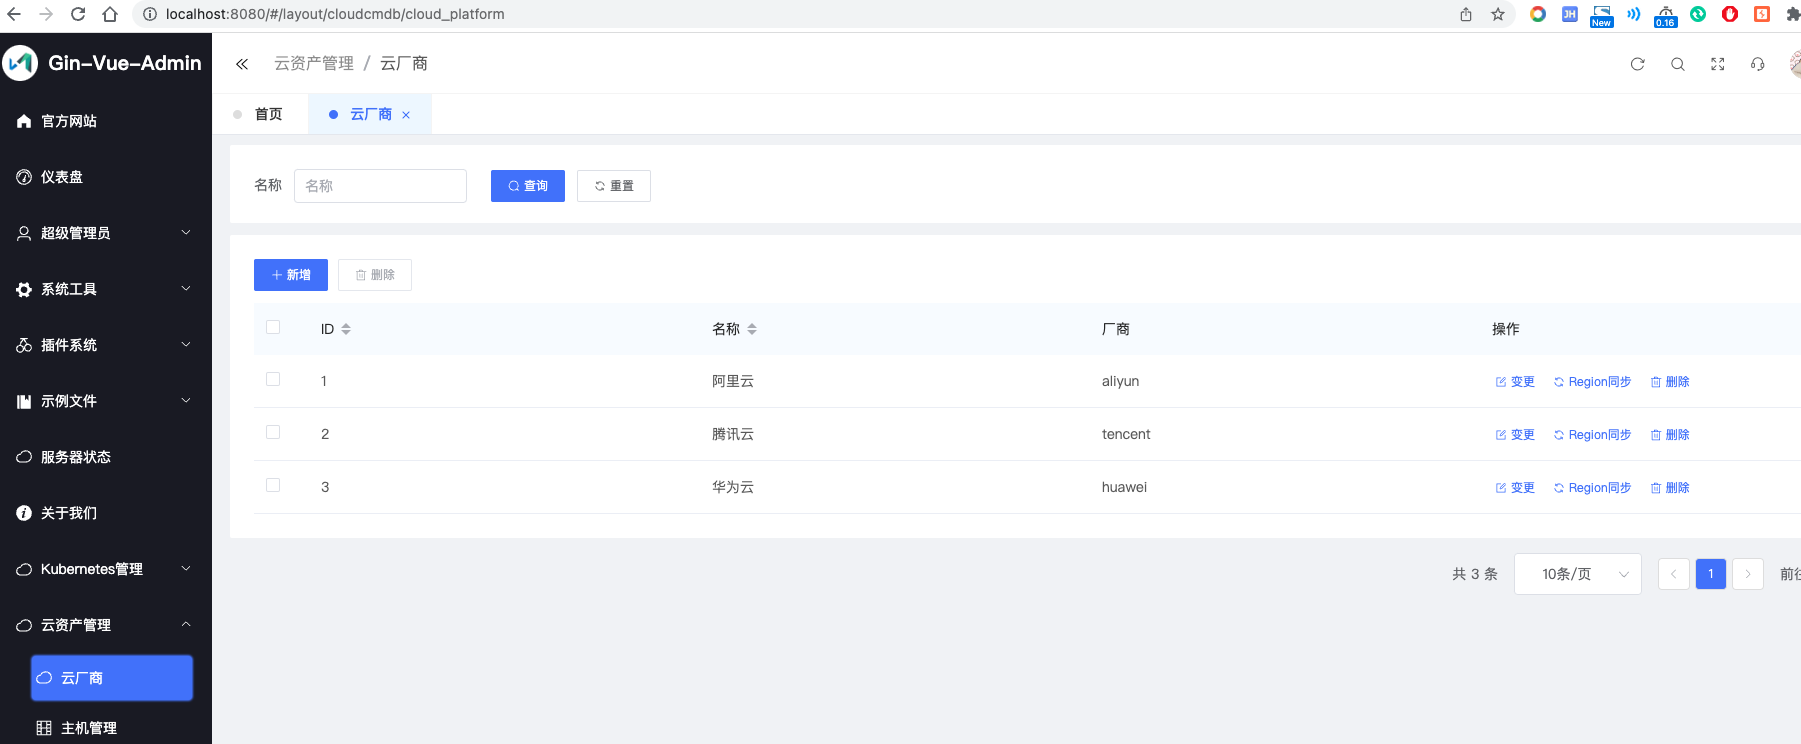 localhost:8080/#/layout/cloudcmdb/cloud_platform
JH
New
0.16
Gin-Vue-Admin
云资产管理 / 云厂商
官方网站
仪表盘
超级管理员
系统工具
插件系统
示例文件
服务器状态
关于我们
Kubernetes管理
云资产管理
云厂商
主机管理
首页
云厂商
名称 名称 查询 重置
新增 删除
ID 名称 厂商 操作
1 阿里云 aliyun 变更 Region同步 删除
2 腾讯云 tencent 变更 Region同步 删除
3 华为云 huawei 变更 Region同步 删除
共 3 条 10条/页 1 前往